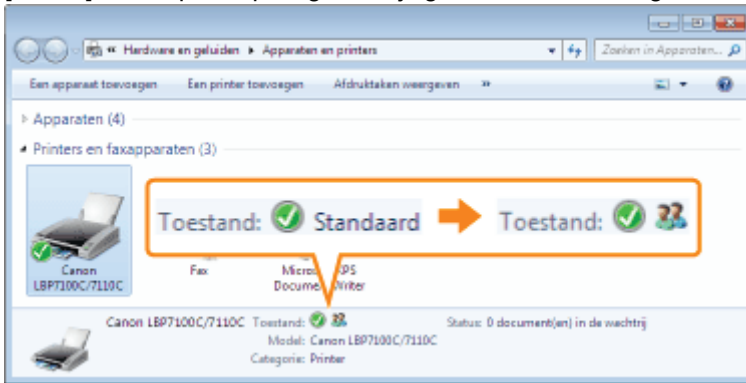 « Hardware en geluiden ▸ Apparaten en printers
Zoeken in Apparaten...
Een apparaat toevoegen Een printer toevoegen Afdruktaken weergeven »
Apparaten (4)
Printers en faxapparaten (3)
Toestand: Standaard Toestand:
Canon LBP7100C/7110C
Fax
Document Writer
Canon LBP7100C/7110C Toestand: Status: 0 document(en) in de wachtrij
Model: Canon LBP7100C/7110C
Categorie: Printer